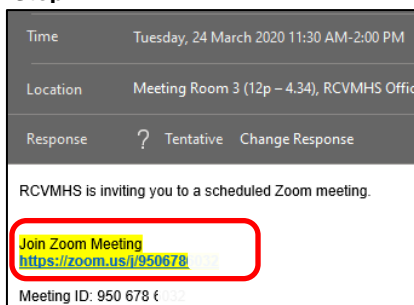 Time Tuesday, 24 March 2020 11:30 AM-2:00 PM
Location Meeting Room 3 (12p – 4.34), RCVMHS Offic
Response ? Tentative Change Response
RCVMHS is inviting you to a scheduled Zoom meeting.
Join Zoom Meeting
https://zoom.us/j/950678
Meeting ID: 950 678 6